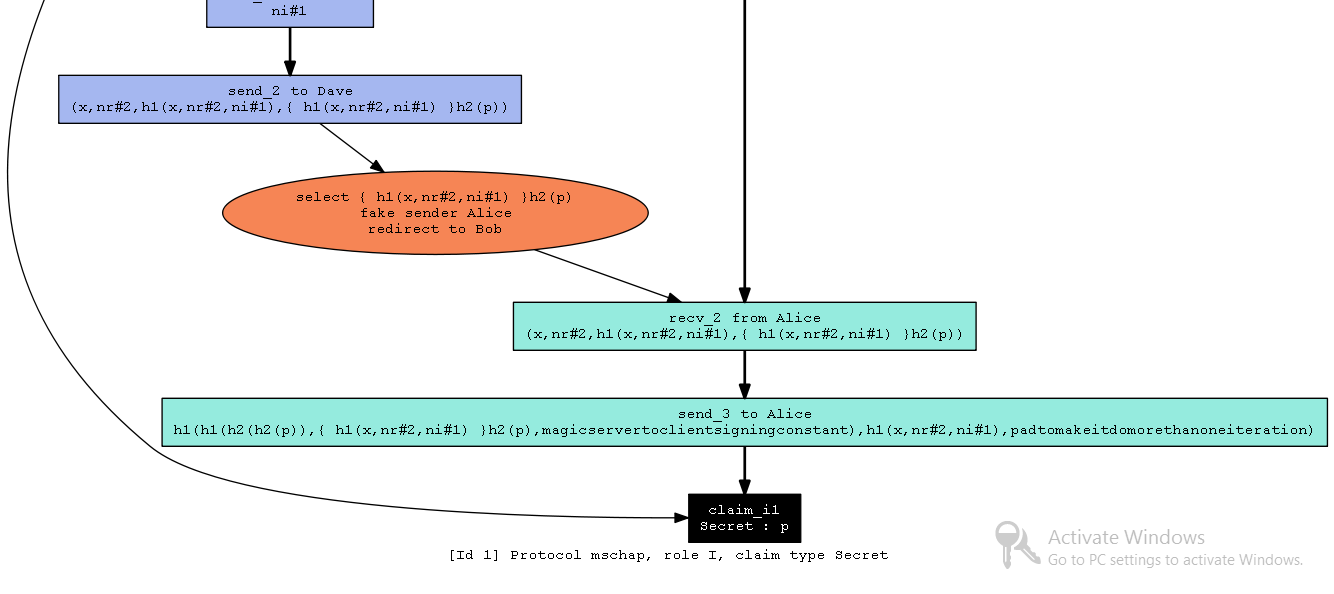 ni#1
send_2 to Dave
(x,nr#2,h1(x,nr#2,ni#1),{ h1(x,nr#2,ni#1) }h2(p))
select { h1(x,nr#2,ni#1) }h2(p)
fake sender Alice
redirect to Bob
recv_2 from Alice
(x,nr#2,h1(x,nr#2,ni#1),{ h1(x,nr#2,ni#1) }h2(p))
send_3 to Alice
h1(h1(h2(h2(p)),{ h1(x,nr#2,ni#1) }h2(p),magicservertoclientsigningconstant),h1(x,nr#2,ni#1),padtomakeitdomorethanoneiteration)
claim_i1
Secret : p
[Id 1] Protocol mschap, role I, claim type Secret
Activate Windows
Go to PC settings to activate Windows.